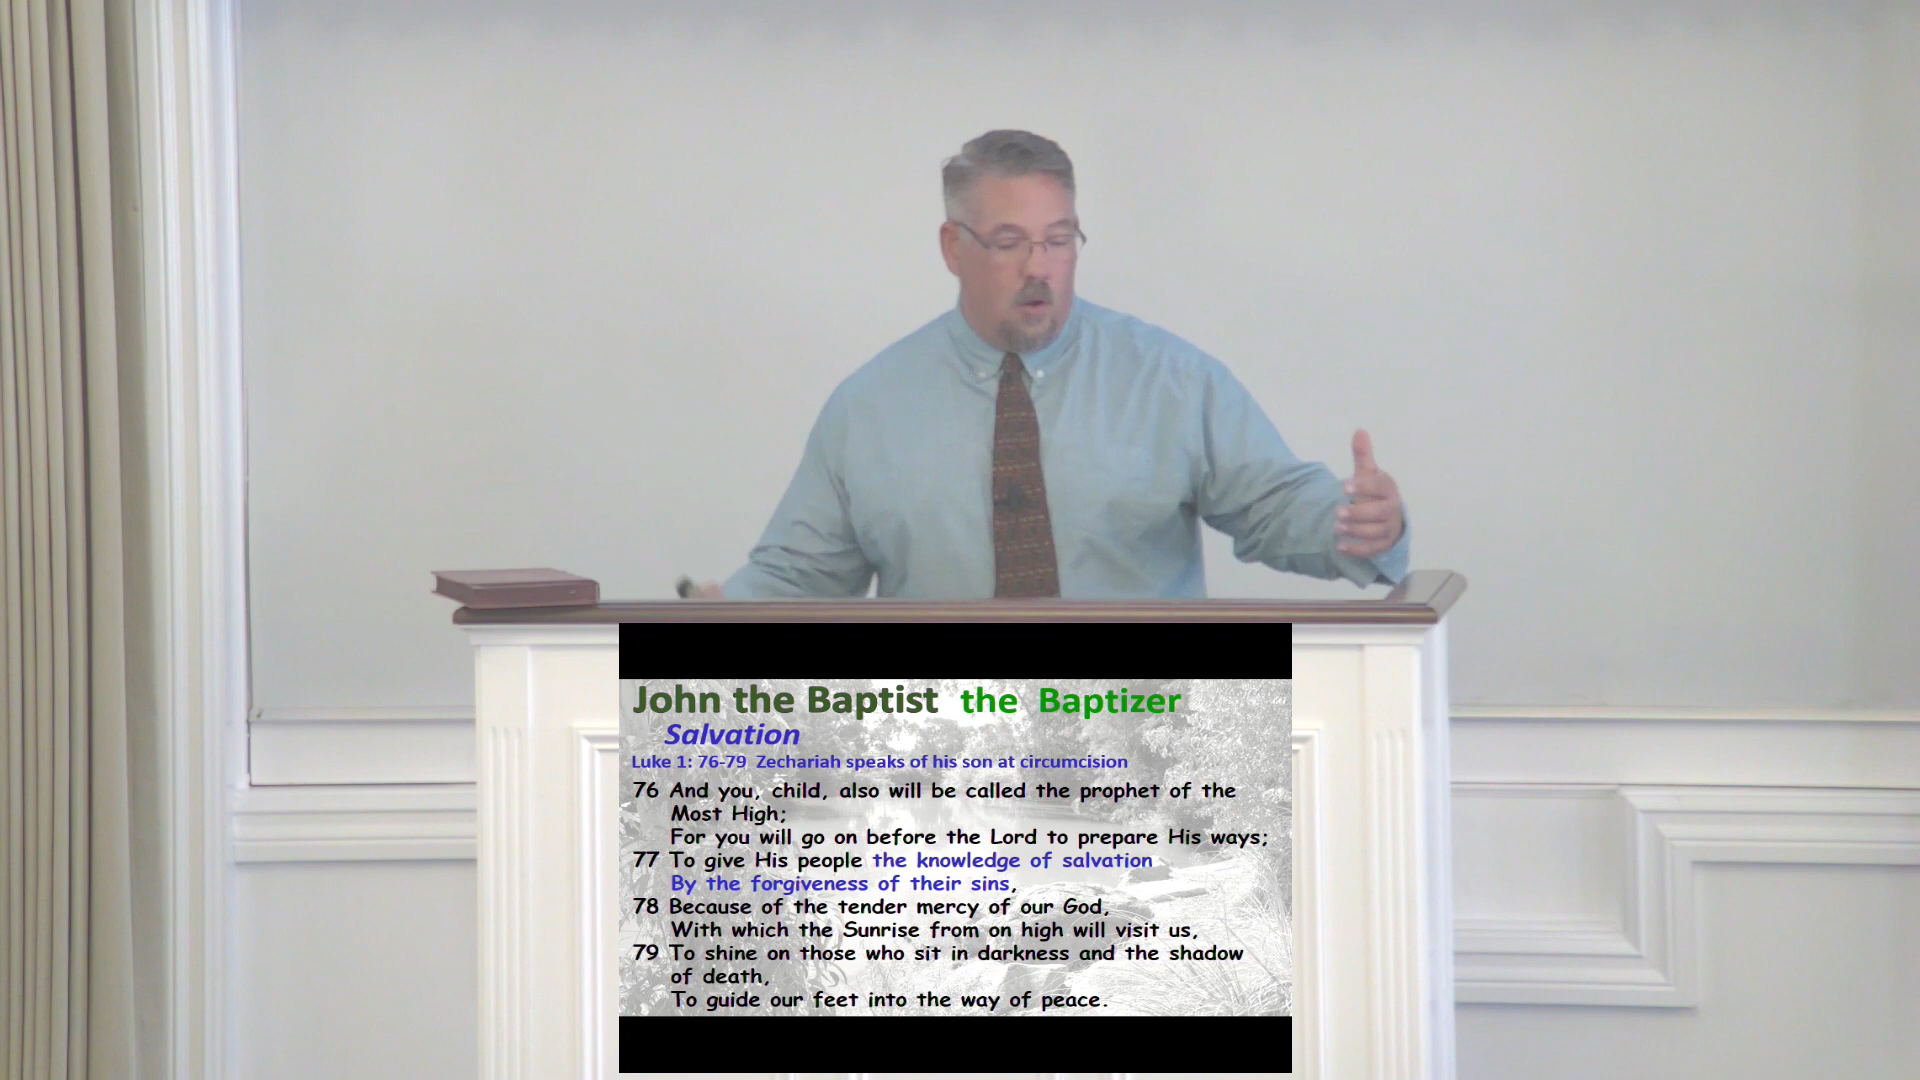 John the Baptist the Baptizer
Salvation
Luke 1: 76-79 Zechariah speaks of his son at circumcision
76 And you, child, also will be called the prophet of the
Most High;
For you will go on before the Lord to prepare His ways;
77 To give His people the knowledge of salvation
By the forgiveness of their sins,
78 Because of the tender mercy of our God,
With which the Sunrise from on high will visit us,
79 To shine on those who sit in darkness and the shadow
of death,
To guide our feet into the way of peace.